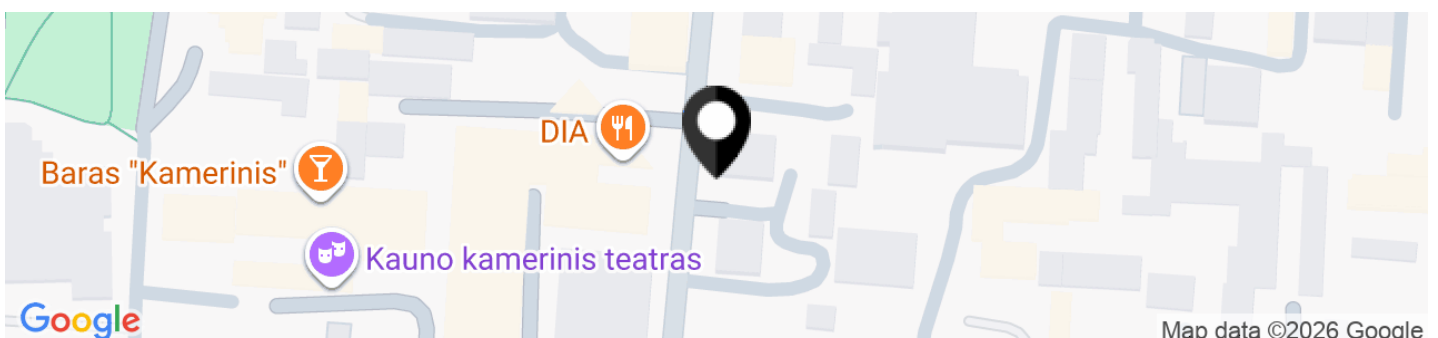 DIA
Baras "Kamerinis"
Kauno kamerinis teatras
Google
Map data ©2026 Google